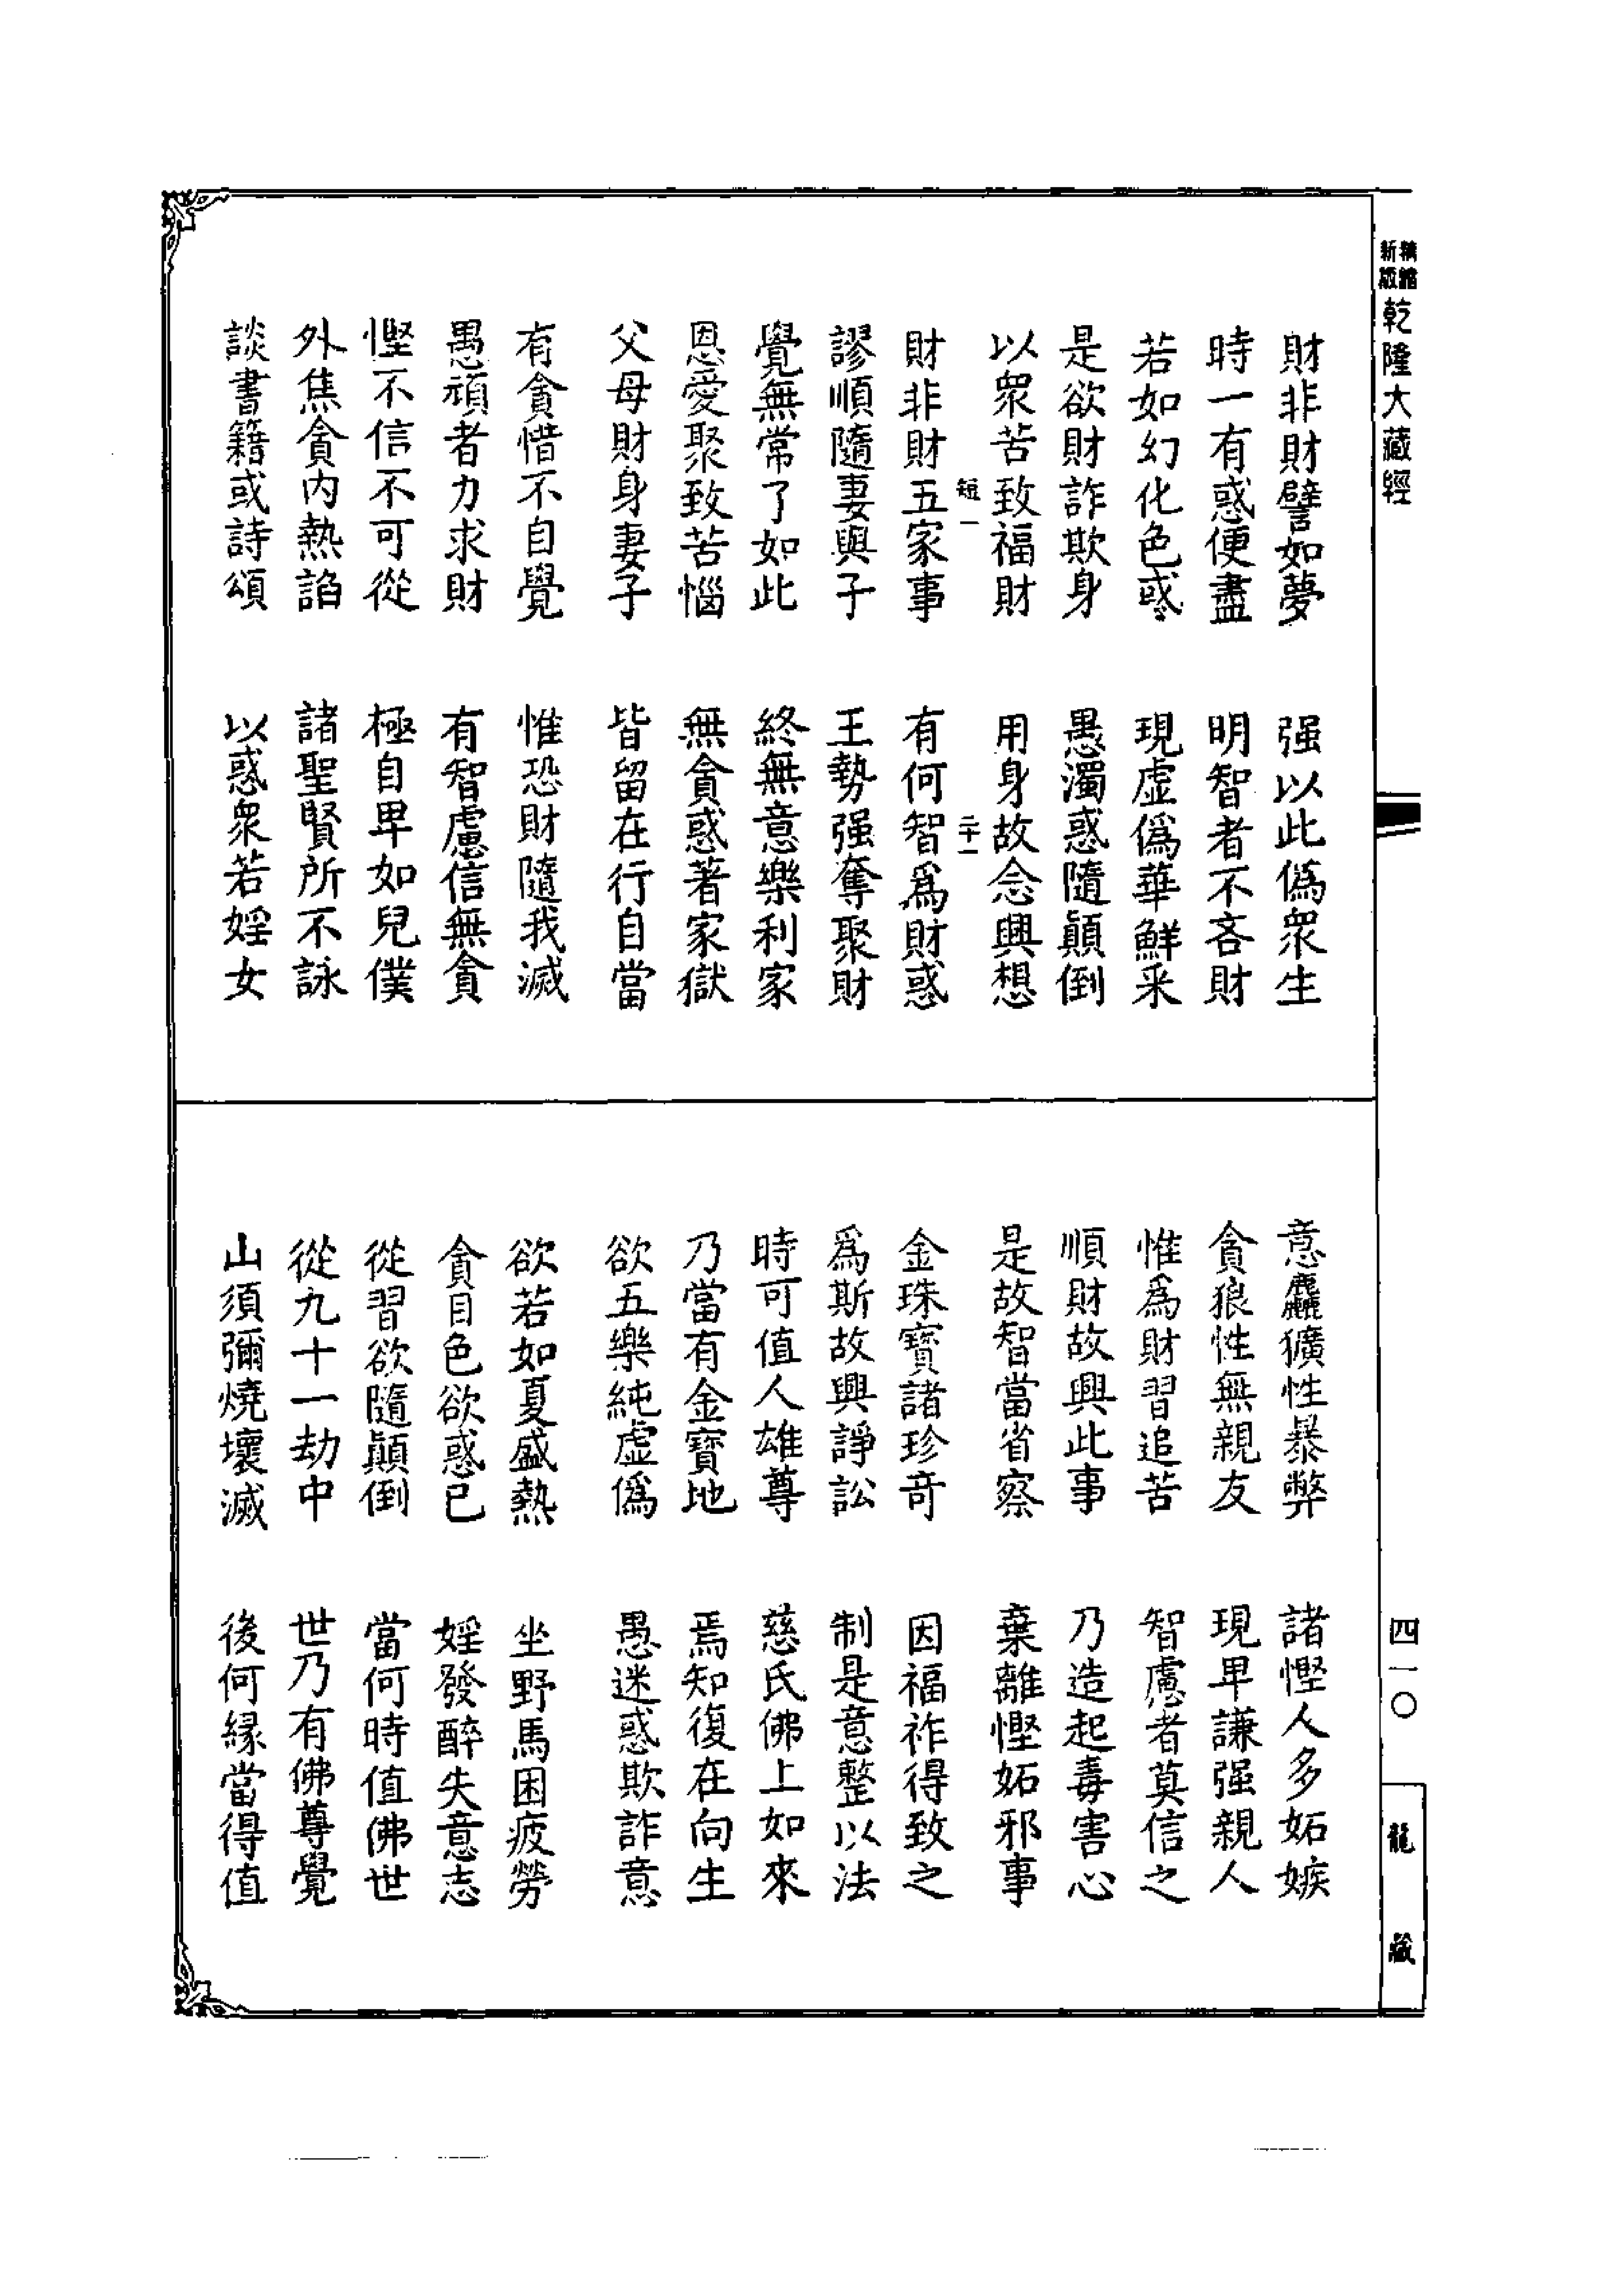 精縮新版
乾隆大藏經
財非財譬如夢　强以此僞衆生
時一有惑便盡　明智者不吝財
若如幻化色惑　現虛僞華鮮采
是欲財詐欺身　愚濁惑隨顛倒
以衆苦致福財　用身故念興想
短一　二十一
財非財五家事　有何智爲財惑
謬順隨妻與子　王勢强奪聚財
覺無常了如此　終無意樂利家
恩愛聚致苦惱　無貪惑著家獄
父母財身妻子　皆留在行自當
有貪惜不自覺　惟恐財隨我滅
愚頑者力求財　有智慮信無貪
慳不信不可從　極自卑如兒僕
外焦貪內熱諂　諸聖賢所不詠
談書籍或詩頌　以惑衆若婬女
意麤獷性暴弊　諸慳人多妬嫉
貪狼性無親友　現卑謙强親人
惟爲財習追苦　智慮者莫信之
順財故興此事　乃造起毒害心
是故智當省察　棄離慳妬邪事
金珠寶諸珍奇　因福祚得致之
爲斯故興諍訟　制是意整以法
時可值人雄尊　慈氏佛上如來
乃當有金寶地　焉知復在向生
欲五樂純虛僞　愚迷惑欺詐意
欲若如夏盛熱　坐野馬困疲勞
貪目色欲惑已　婬發醉失意志
從習欲隨顛倒　當何時值佛世
從九十一劫中　世乃有佛尊覺
山須彌燒壞滅　後何緣當得值
四一〇
龍藏